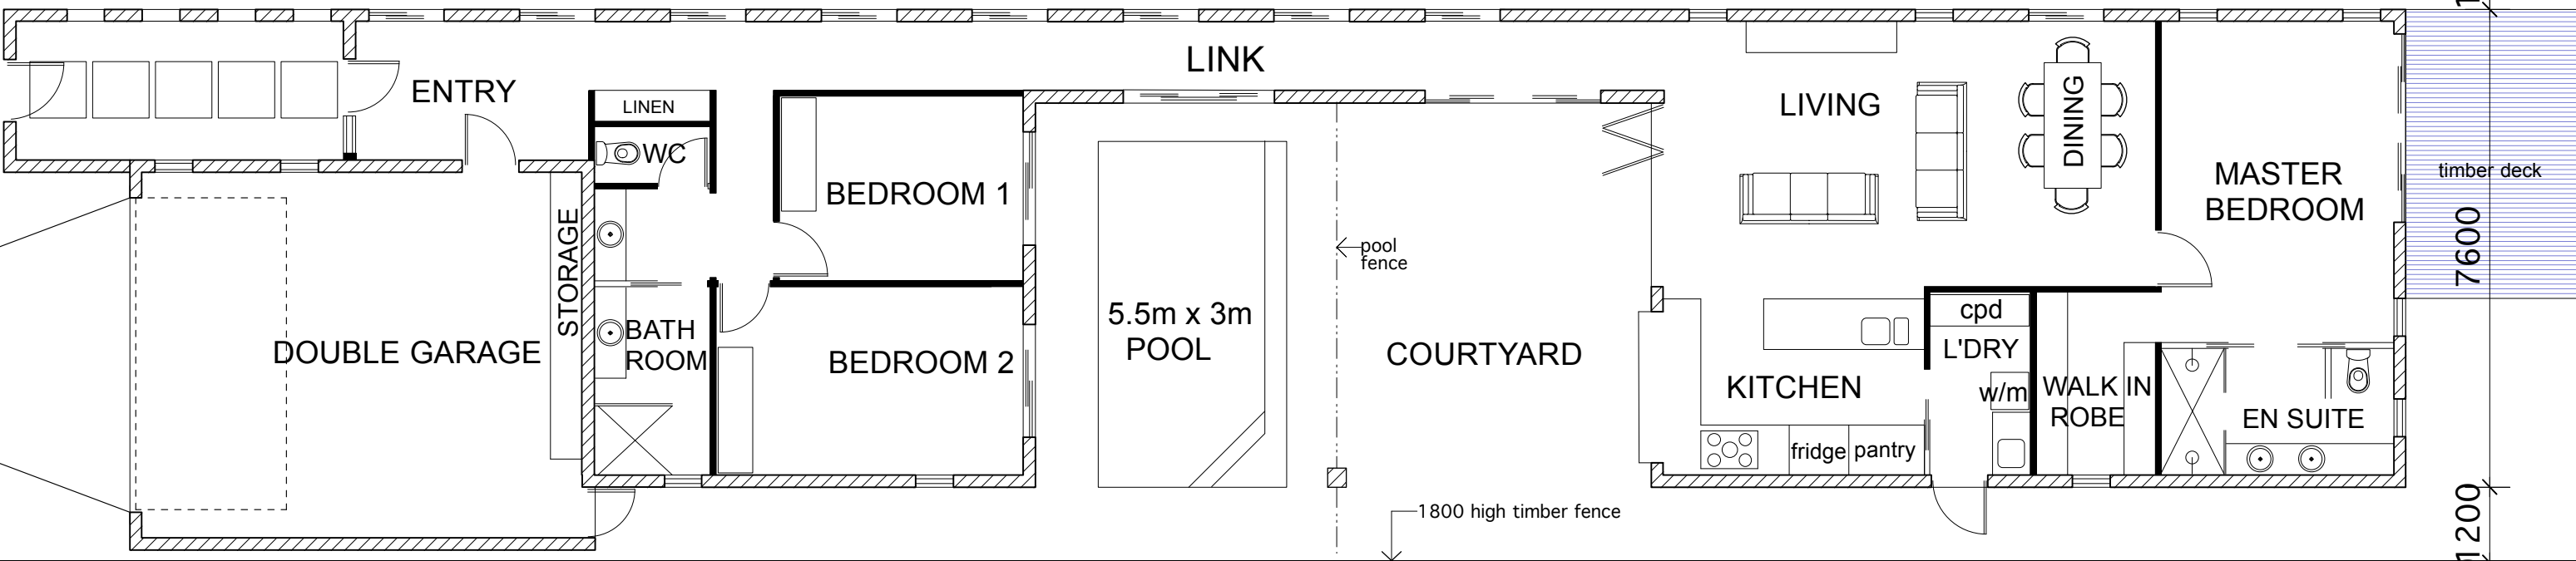 LINK
ENTRY
LINEN
WC
BEDROOM 1
STORAGE
BATH
ROOM
DOUBLE GARAGE
BEDROOM 2
5.5m x 3m
POOL
pool
fence
COURTYARD
1800 high timber fence
LIVING
DINING
MASTER
BEDROOM
timber deck
7600
KITCHEN
cpd
L'DRY
w/m
fridge
pantry
WALK IN
ROBE
EN SUITE
1200